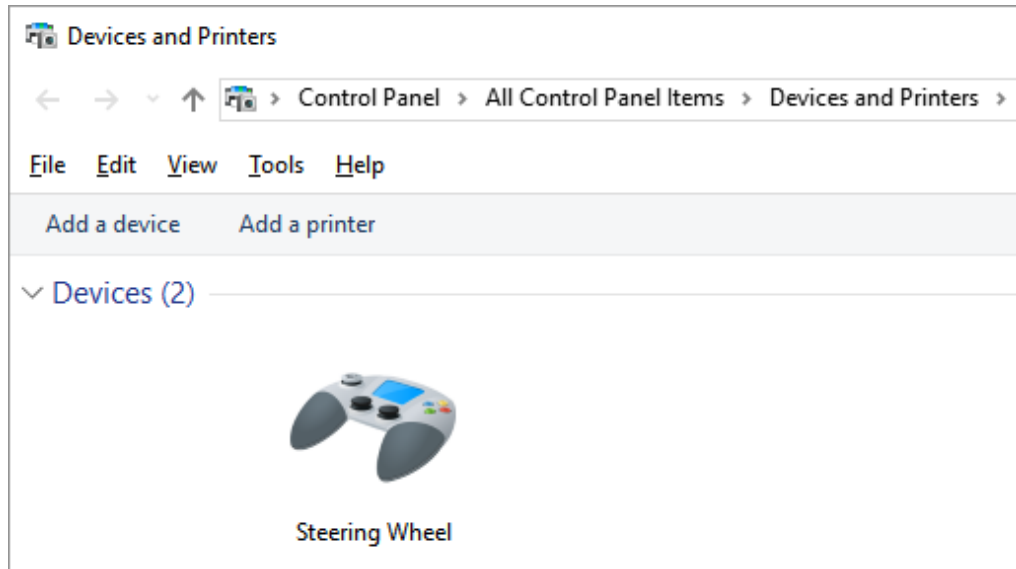 Devices and Printers
Control Panel > All Control Panel Items > Devices and Printers >
File Edit View Tools Help
Add a device Add a printer
Devices (2)
Steering Wheel